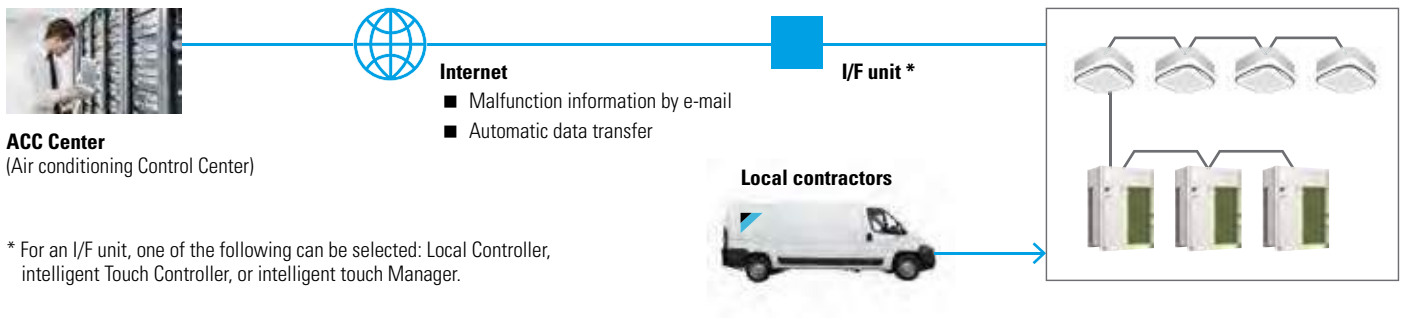 Internet
■ Malfunction information by e-mail
■ Automatic data transfer
I/F unit *
ACC Center
(Air conditioning Control Center)
Local contractors
* For an I/F unit, one of the following can be selected: Local Controller,
intelligent Touch Controller, or intelligent touch Manager.